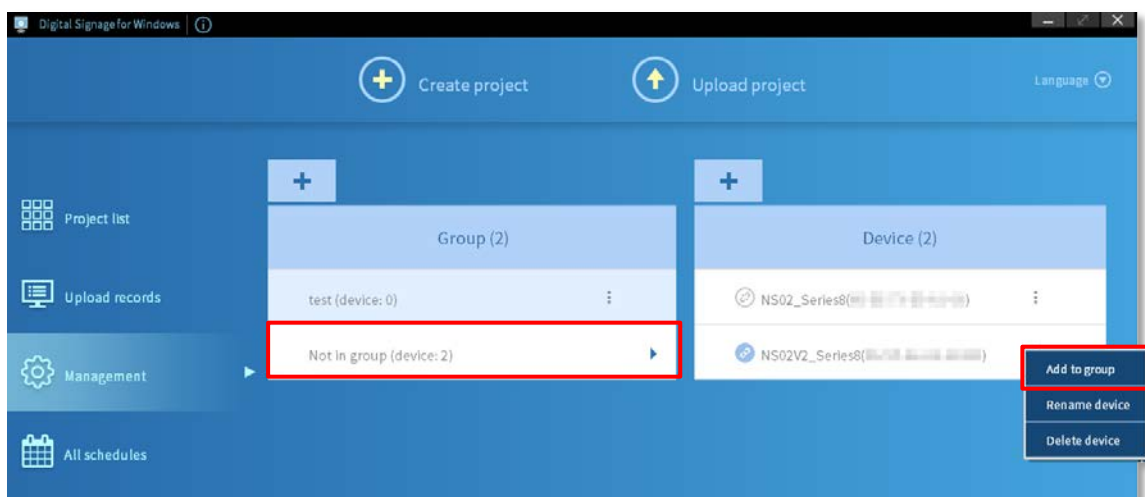 Digital Signage for Windows
Create project
Upload project
Language
Project list
Upload records
Management
All schedules
Group (2)
test (device: 0)
Not in group (device: 2)
Device (2)
NS02_Series8( )
NS02V2_Series8( )
Add to group
Rename device
Delete device